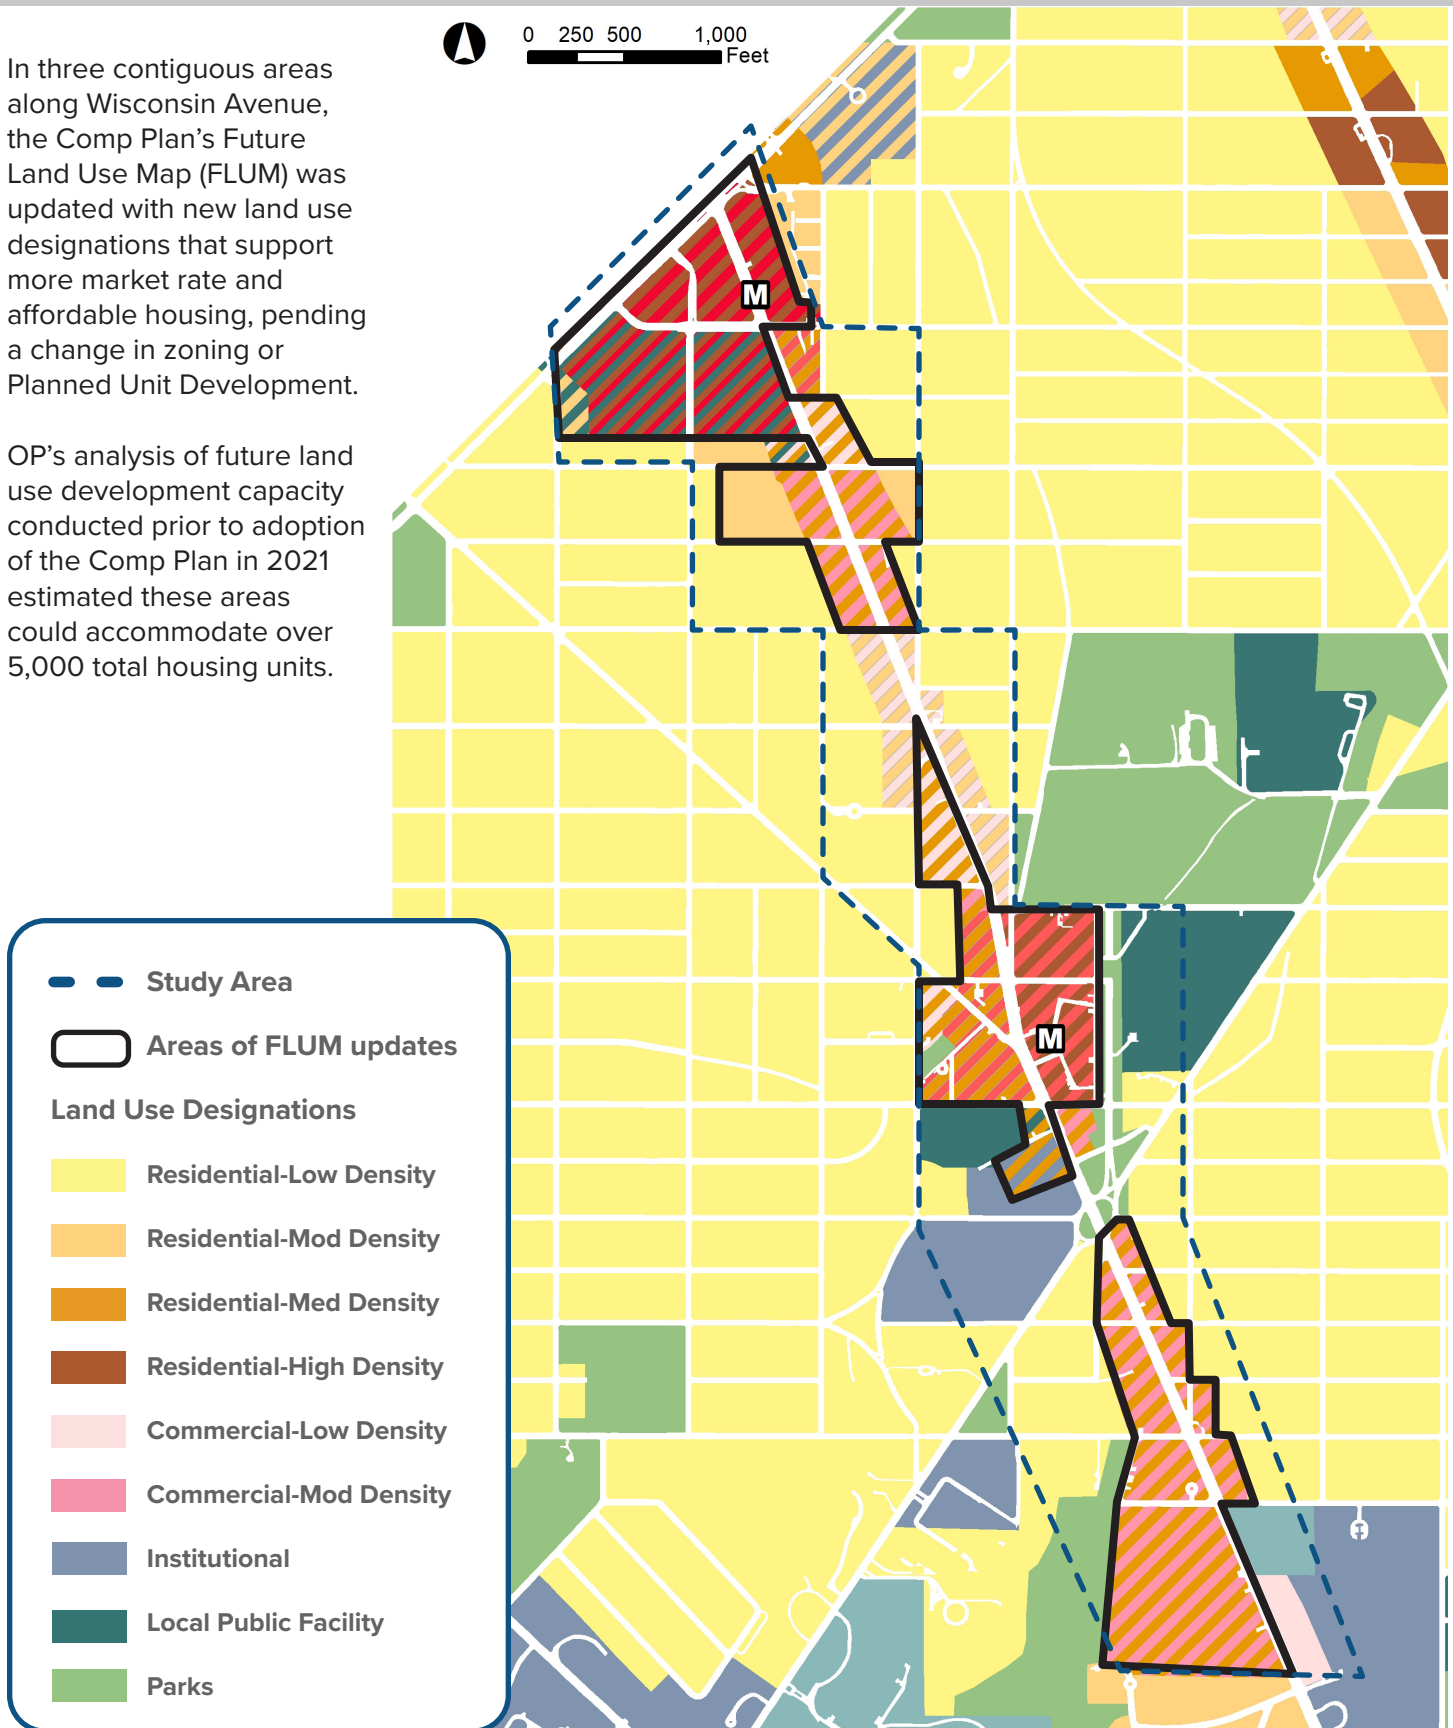 In three contiguous areas
along Wisconsin Avenue,
the Comp Plan’s Future
Land Use Map (FLUM) was
updated with new land use
designations that support
more market rate and
affordable housing, pending
a change in zoning or
Planned Unit Development.
OP’s analysis of future land
use development capacity
conducted prior to adoption
of the Comp Plan in 2021
estimated these areas
could accommodate over
5,000 total housing units.
0 250 500 1,000
Feet
M
M
Study Area
Areas of FLUM updates
Land Use Designations
Residential-Low Density
Residential-Mod Density
Residential-Med Density
Residential-High Density
Commercial-Low Density
Commercial-Mod Density
Institutional
Local Public Facility
Parks